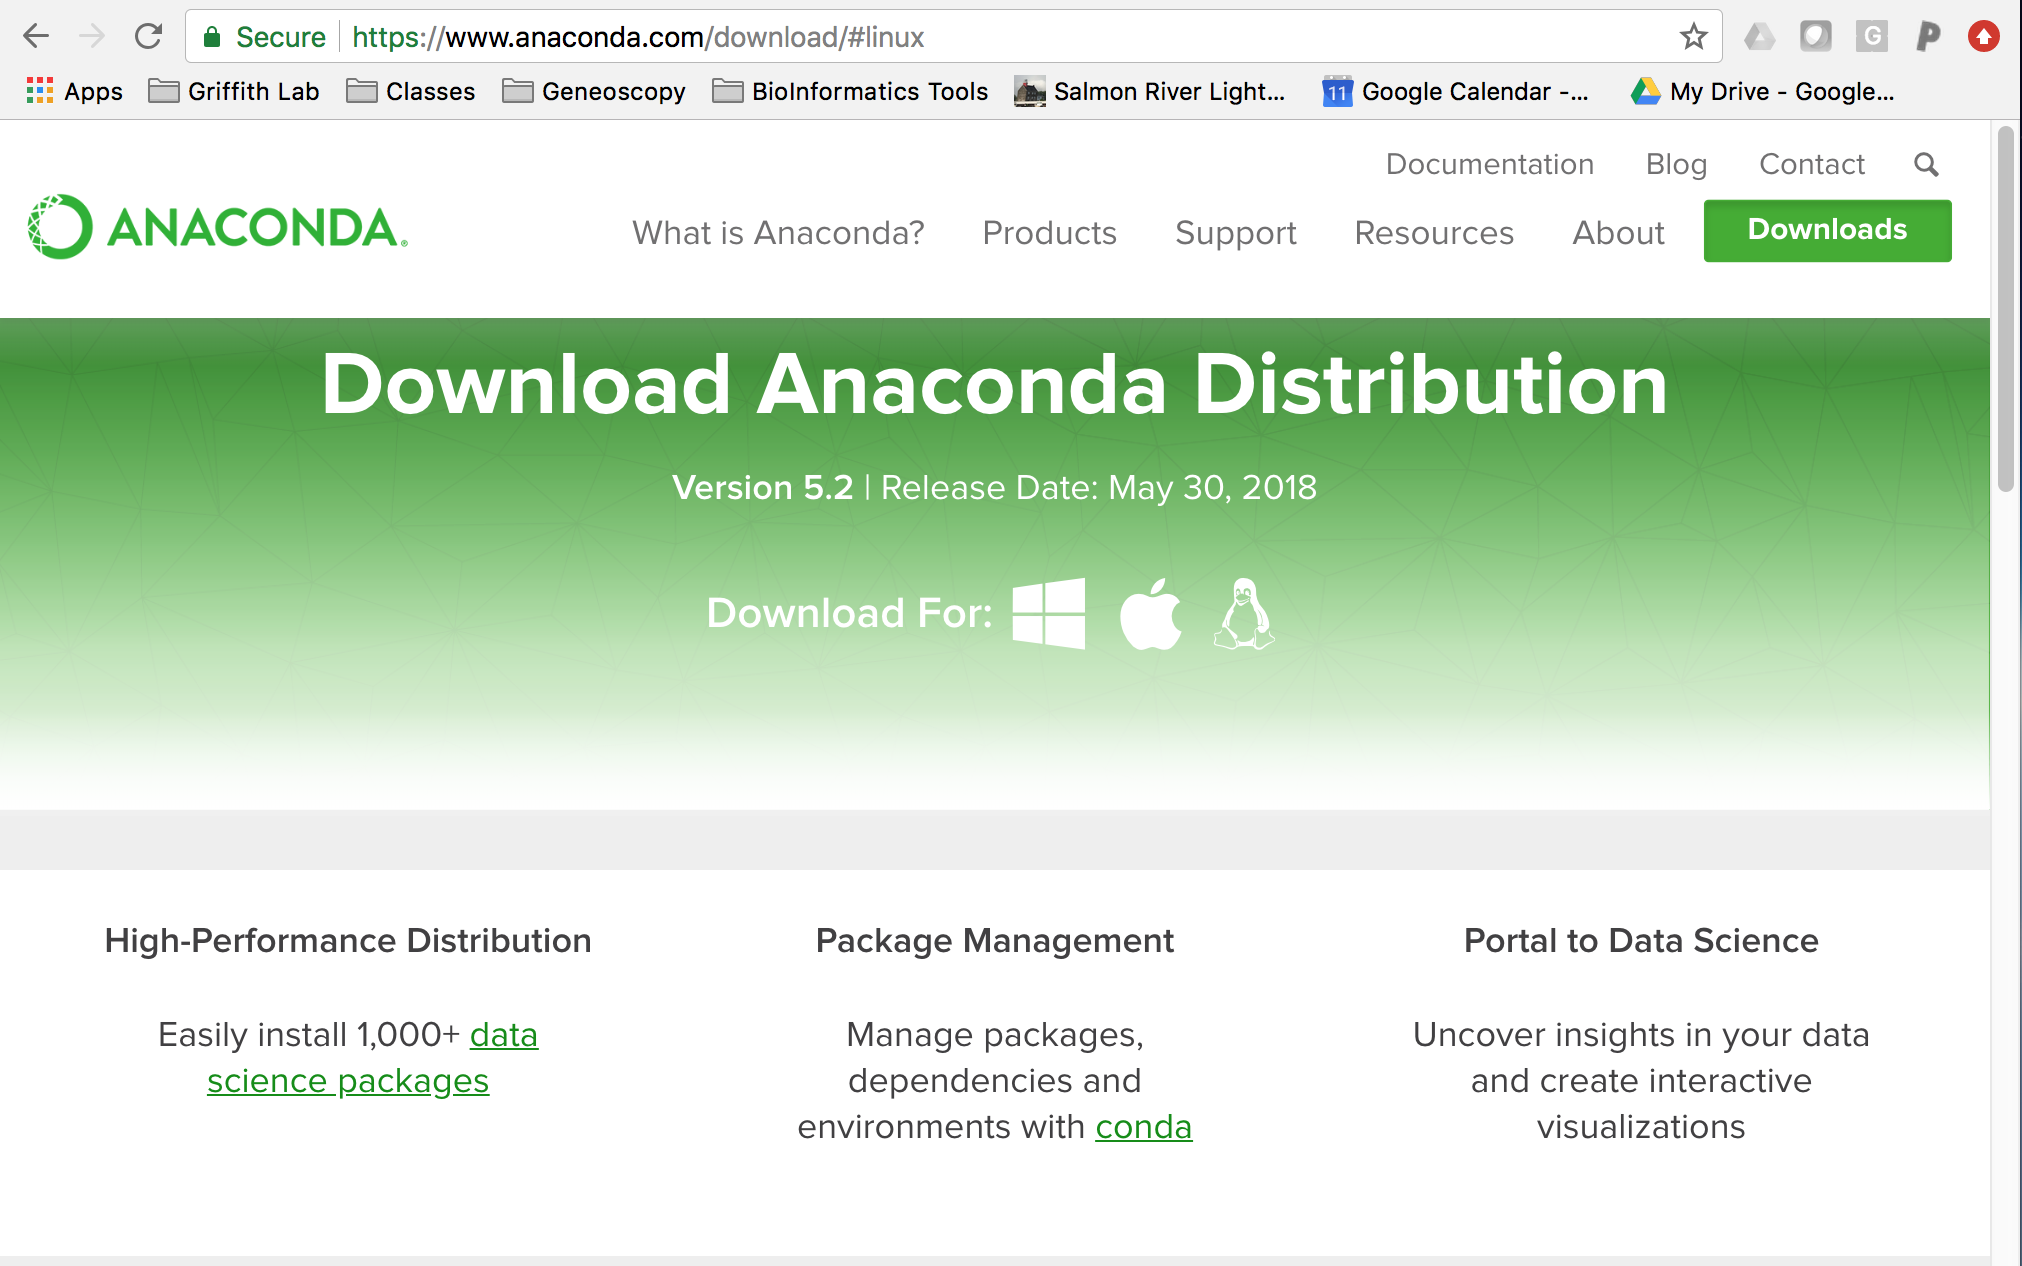 Secure https://www.anaconda.com/download/#linux G P
Apps Griffith Lab Classes Geneoscopy BioInformatics Tools Salmon River Light... 11 Google Calendar -... My Drive - Google...
Documentation Blog Contact
ANACONDA® What is Anaconda? Products Support Resources About Downloads
Download Anaconda Distribution
Version 5.2 | Release Date: May 30, 2018
Download For:
High-Performance Distribution
Easily install 1,000+ data
science packages
Package Management
Manage packages,
dependencies and
environments with conda
Portal to Data Science
Uncover insights in your data
and create interactive
visualizations